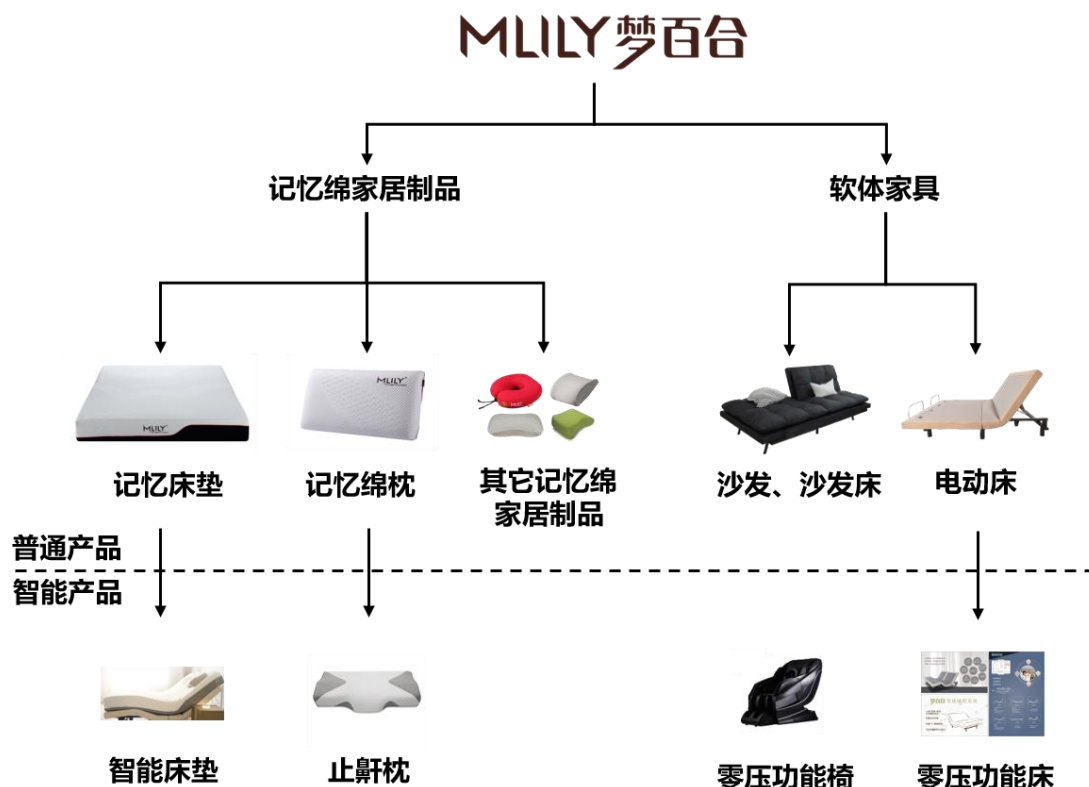 MLILY梦百合
记忆绵家居制品
软体家具
MLILY
MLILY
记忆床垫
记忆绵枕
其它记忆绵
家居制品
沙发、沙发床
电动床
普通产品
智能产品
智能床垫
止鼾枕
零压功能椅
零压功能床